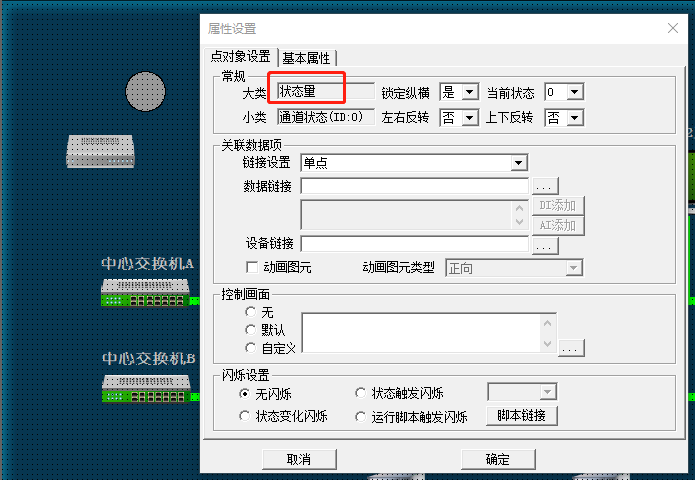 属性设置
点对象设置 基本属性
常规
大类 状态量 锁定纵横 是 当前状态 0
小类 通道状态(ID:0) 左右反转 否 上下反转 否
关联数据项
链接设置 单点
数据链接 ...
DI添加
AI添加
设备链接 ...
动画图元 动画图元类型 正向
控制画面
无
默认
自定义 ...
闪烁设置
无闪烁 状态触发闪烁
状态变化闪烁 运行脚本触发闪烁 脚本链接
取消 确定
中心交换机A
中心交换机B